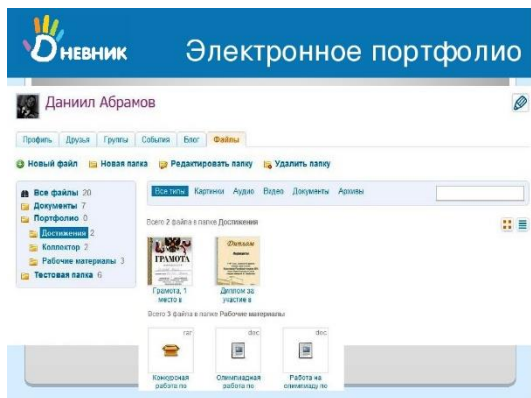 Дневник
Электронное портфолио
Даниил Абрамов
Профиль Друзья Группы События Блог Файлы
Новый файл Новая папка Редактировать папку Удалить папку
Все файлы 20
Документы 7
Портфолио 0
Достижения 2
Коллектор 2
Рабочие материалы 3
Тестовая папка 6
Все типы Картинки Аудио Видео Документы Архивы
Всего 2 файла в папке Достижения
ГРАМОТА
Диплом
Грамота, 1
место в
Диплом за
участие в
Всего 3 файла в папке Рабочие материалы
rar
doc
doc
Конкурсная
работа по
Олимпиадная
работа по
Работа на
олимпиаду по